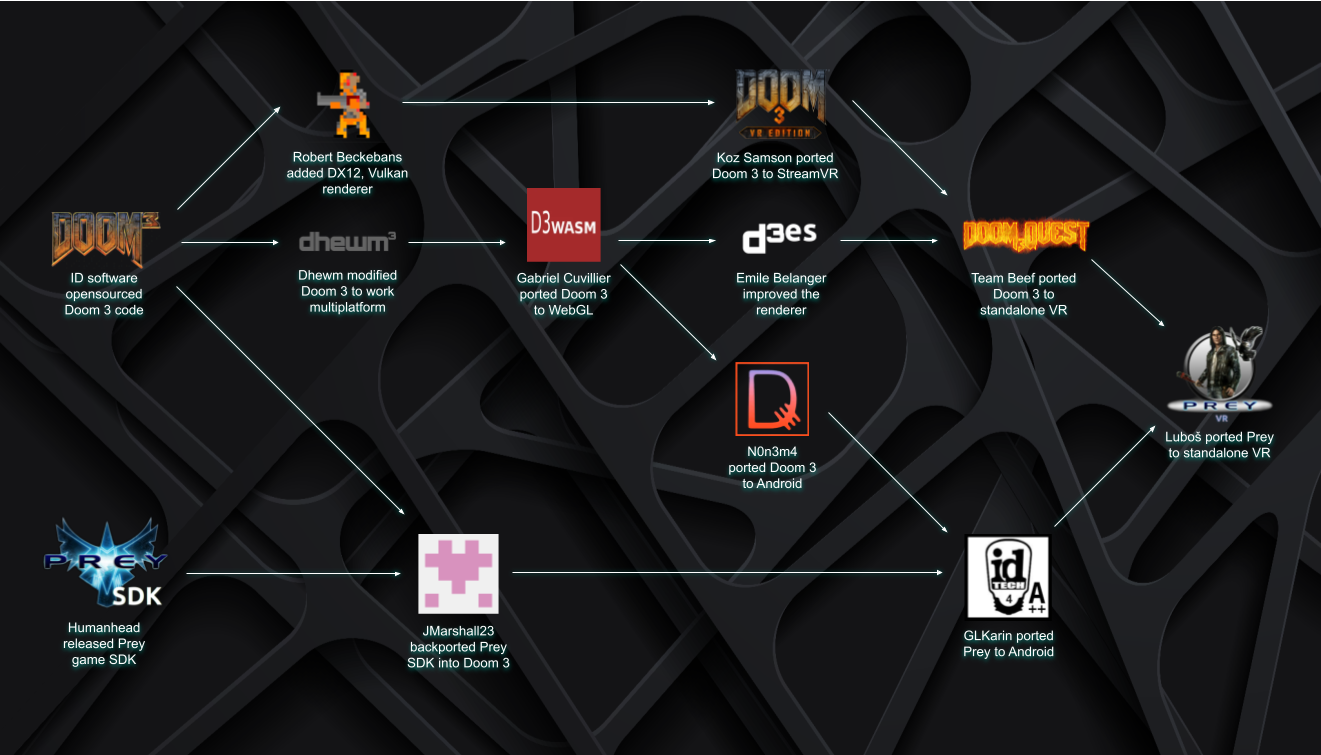 Robert Beckebans
added DX12, Vulkan
renderer
DOOM
3
VR EDITION
Koz Samson ported
Doom 3 to StreamVR
DOOM³
ID software
opensourced
Doom 3 code
dhewm³
Dhewm modified
Doom 3 to work
multiplatform
D3WASM
Gabriel Cuvillier
ported Doom 3
to WebGL
d3es
Emile Belanger
improved the
renderer
DOOM3QUEST
Team Beef ported
Doom 3 to
standalone VR
D
N0n3m4
ported Doom 3
to Android
PREY
VR
Luboš ported Prey
to standalone VR
PREY
SDK
Humanhead
released Prey
game SDK
JMarshall23
backported Prey
SDK into Doom 3
id
TECH
4
A
++
GLKarin ported
Prey to Android